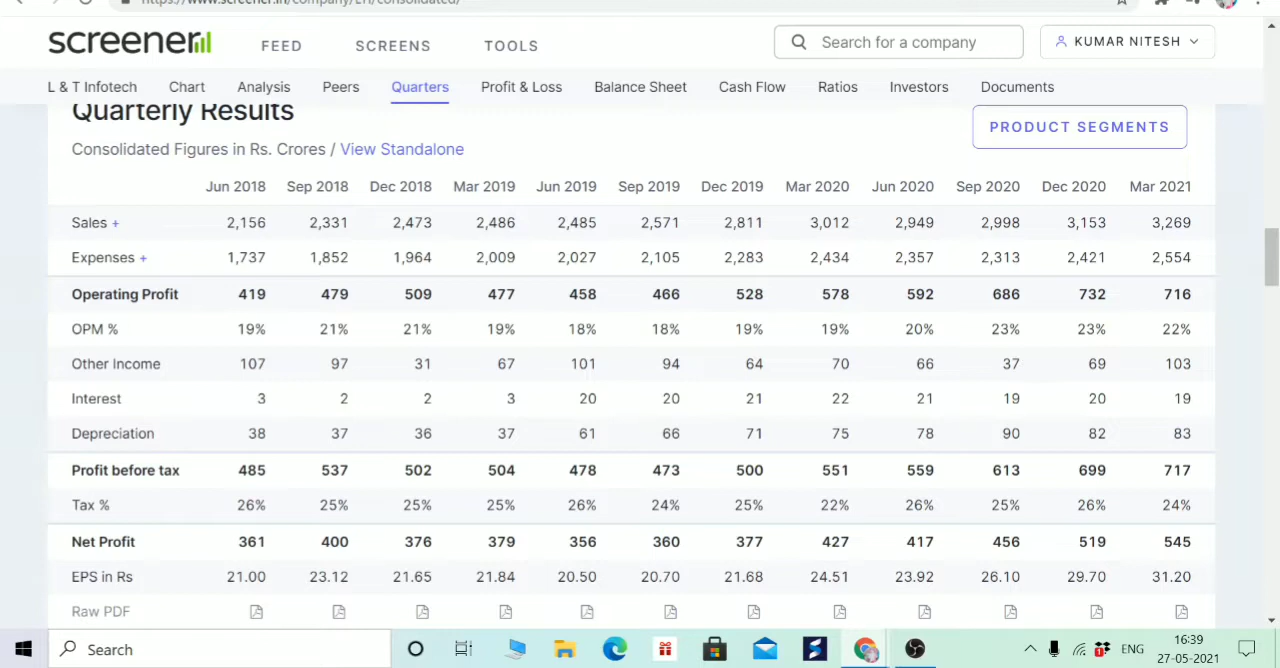 https://www.screener.in/company/LTI/consolidated/
screener
FEED SCREENS TOOLS
Search for a company
KUMAR NITESH
L & T Infotech Chart Analysis Peers Quarters Profit & Loss Balance Sheet Cash Flow Ratios Investors Documents
Quarterly Results
PRODUCT SEGMENTS
Consolidated Figures in Rs. Crores / View Standalone
Jun 2018 Sep 2018 Dec 2018 Mar 2019 Jun 2019 Sep 2019 Dec 2019 Mar 2020 Jun 2020 Sep 2020 Dec 2020 Mar 2021
Sales + 2,156 2,331 2,473 2,486 2,485 2,571 2,811 3,012 2,949 2,998 3,153 3,269
Expenses + 1,737 1,852 1,964 2,009 2,027 2,105 2,283 2,434 2,357 2,313 2,421 2,554
Operating Profit 419 479 509 477 458 466 528 578 592 686 732 716
OPM % 19% 21% 21% 19% 18% 18% 19% 19% 20% 23% 23% 22%
Other Income 107 97 31 67 101 94 64 70 66 37 69 103
Interest 3 2 2 3 20 20 21 22 21 19 20 19
Depreciation 38 37 36 37 61 66 71 75 78 90 82 83
Profit before tax 485 537 502 504 478 473 500 551 559 613 699 717
Tax % 26% 25% 25% 25% 26% 24% 25% 22% 26% 25% 26% 24%
Net Profit 361 400 376 379 356 360 377 427 417 456 519 545
EPS in Rs 21.00 23.12 21.65 21.84 20.50 20.70 21.68 24.51 23.92 26.10 29.70 31.20
Raw PDF
Search
ENG
16:39
27-05-2021